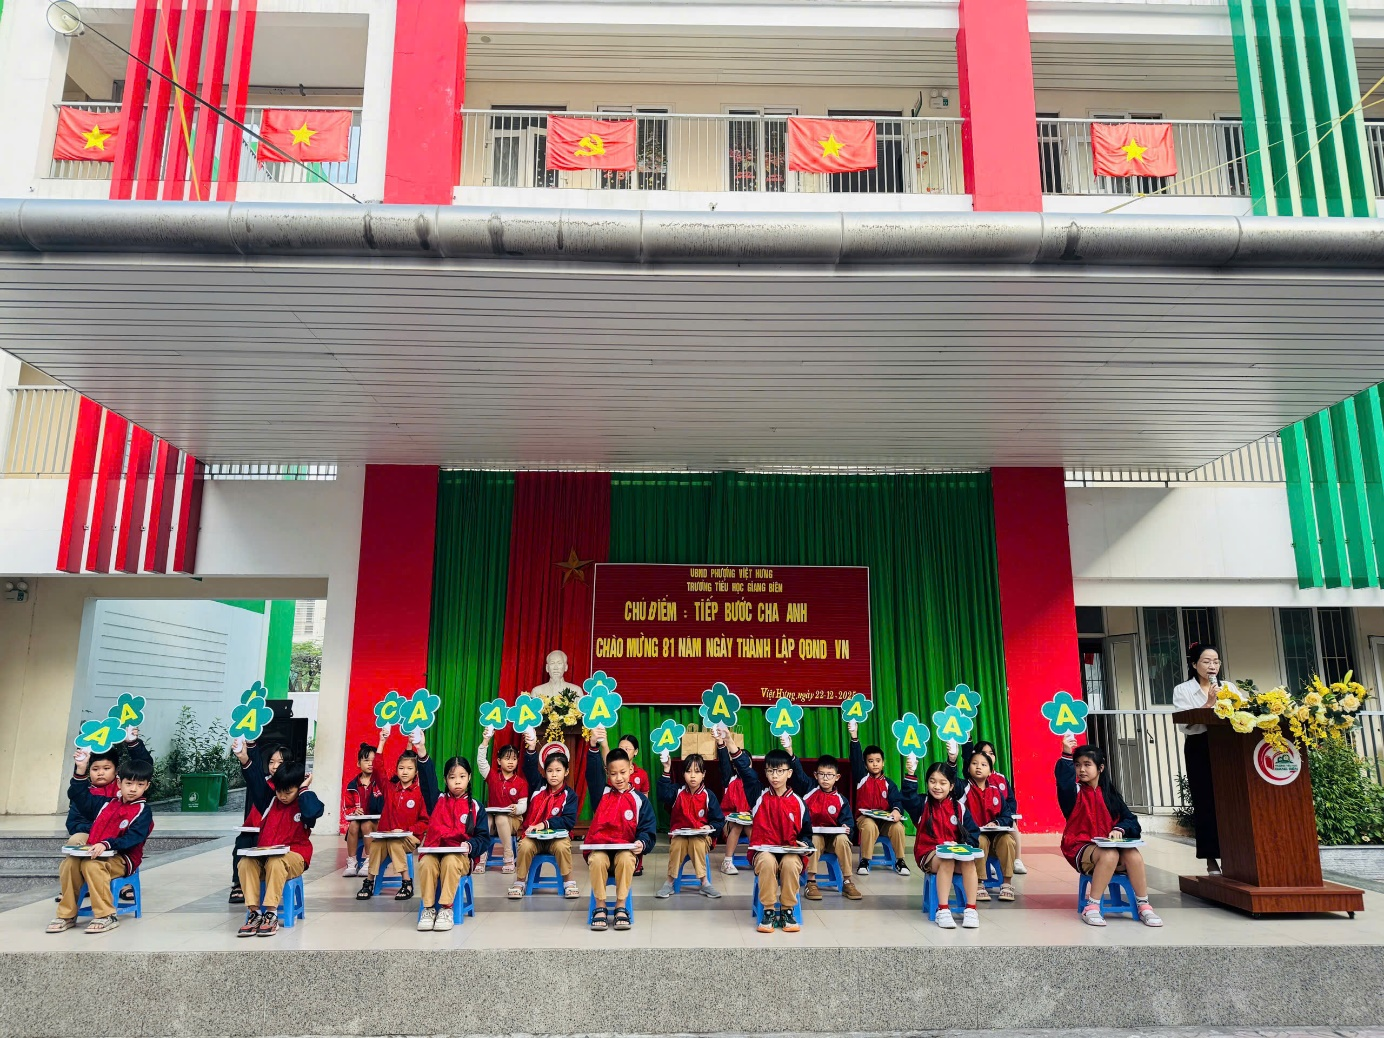 UBND PHƯỜNG VIỆT HƯNG
TRƯỜNG TIỂU HỌC GIANG BIÊN
CHỦ ĐIỂM : TIẾP BƯỚC CHA ANH
CHÀO MỪNG 81 NĂM NGÀY THÀNH LẬP QĐND VN
Việt Hưng, ngày 22-12-2025
A
A
A
A
C
A
A
A
A
A
A
A
A
A
A
A
A
A